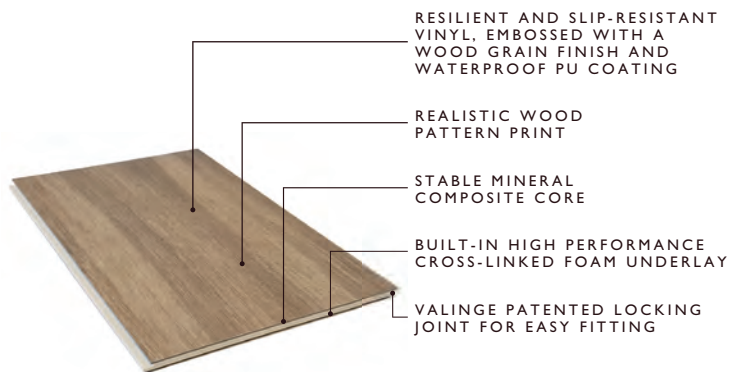 RESILIENT AND SLIP-RESISTANT
VINYL, EMBOSSED WITH A
WOOD GRAIN FINISH AND
WATERPROOF PU COATING
REALISTIC WOOD
PATTERN PRINT
STABLE MINERAL
COMPOSITE CORE
BUILT-IN HIGH PERFORMANCE
CROSS-LINKED FOAM UNDERLAY
VALINGE PATENTED LOCKING
JOINT FOR EASY FITTING